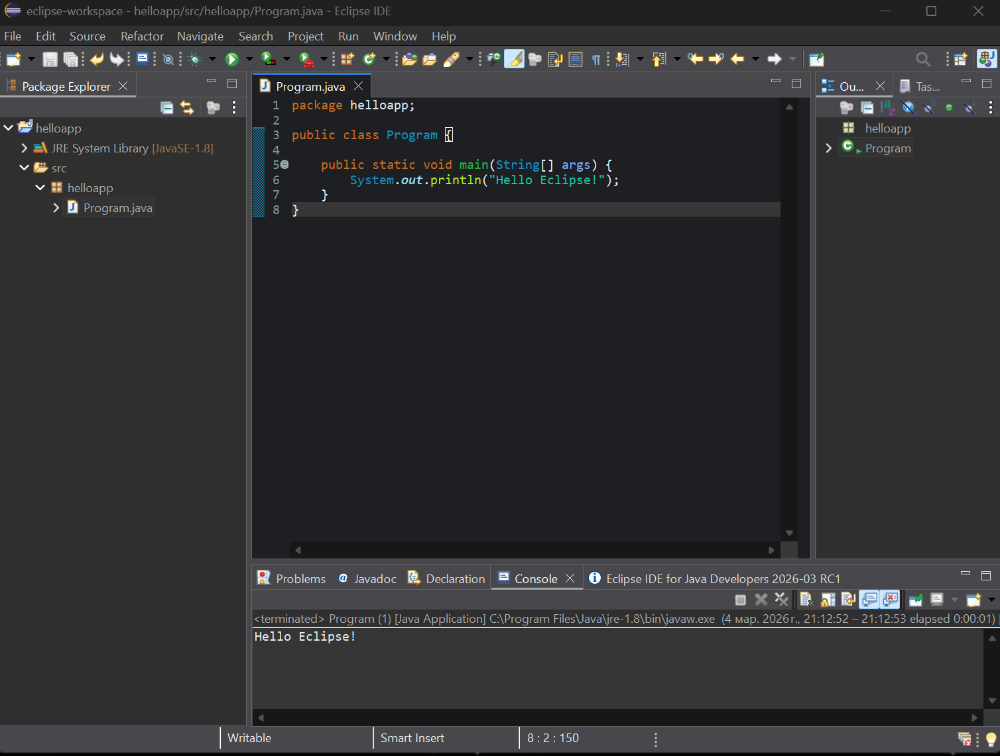 eclipse-workspace - helloapp/src/helloapp/Program.java - Eclipse IDE
File Edit Source Refactor Navigate Search Project Run Window Help
Package Explorer
helloapp
JRE System Library [JavaSE-1.8]
src
helloapp
Program.java
Program.java
1 package helloapp;
2
3 public class Program {
4
5 public static void main(String[] args) {
6 System.out.println("Hello Eclipse!");
7 }
8 }
Ou... Tas...
helloapp
Program
Problems Javadoc Declaration Console Eclipse IDE for Java Developers 2026-03 RC1
<terminated> Program (1) [Java Application] C:\Program Files\Java\jre-1.8\bin\javaw.exe (4 мар. 2026 г., 21:12:52 – 21:12:53 elapsed 0:00:01)
Hello Eclipse!
Writable Smart Insert 8 : 2 : 150